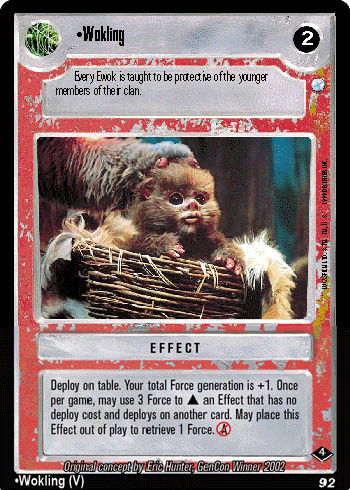 •Wokling
2
Every Ewok is taught to be protective of the younger
members of their clan.
EFFECT
Deploy on table. Your total Force generation is +1. Once
per game, may use 3 Force to ▲ an Effect that has no
deploy cost and deploys on another card. May place this
Effect out of play to retrieve 1 Force. Ⓐ
4
Original concept by Eric Hunter, GenCon Winner 2002
•Wokling (V)
92